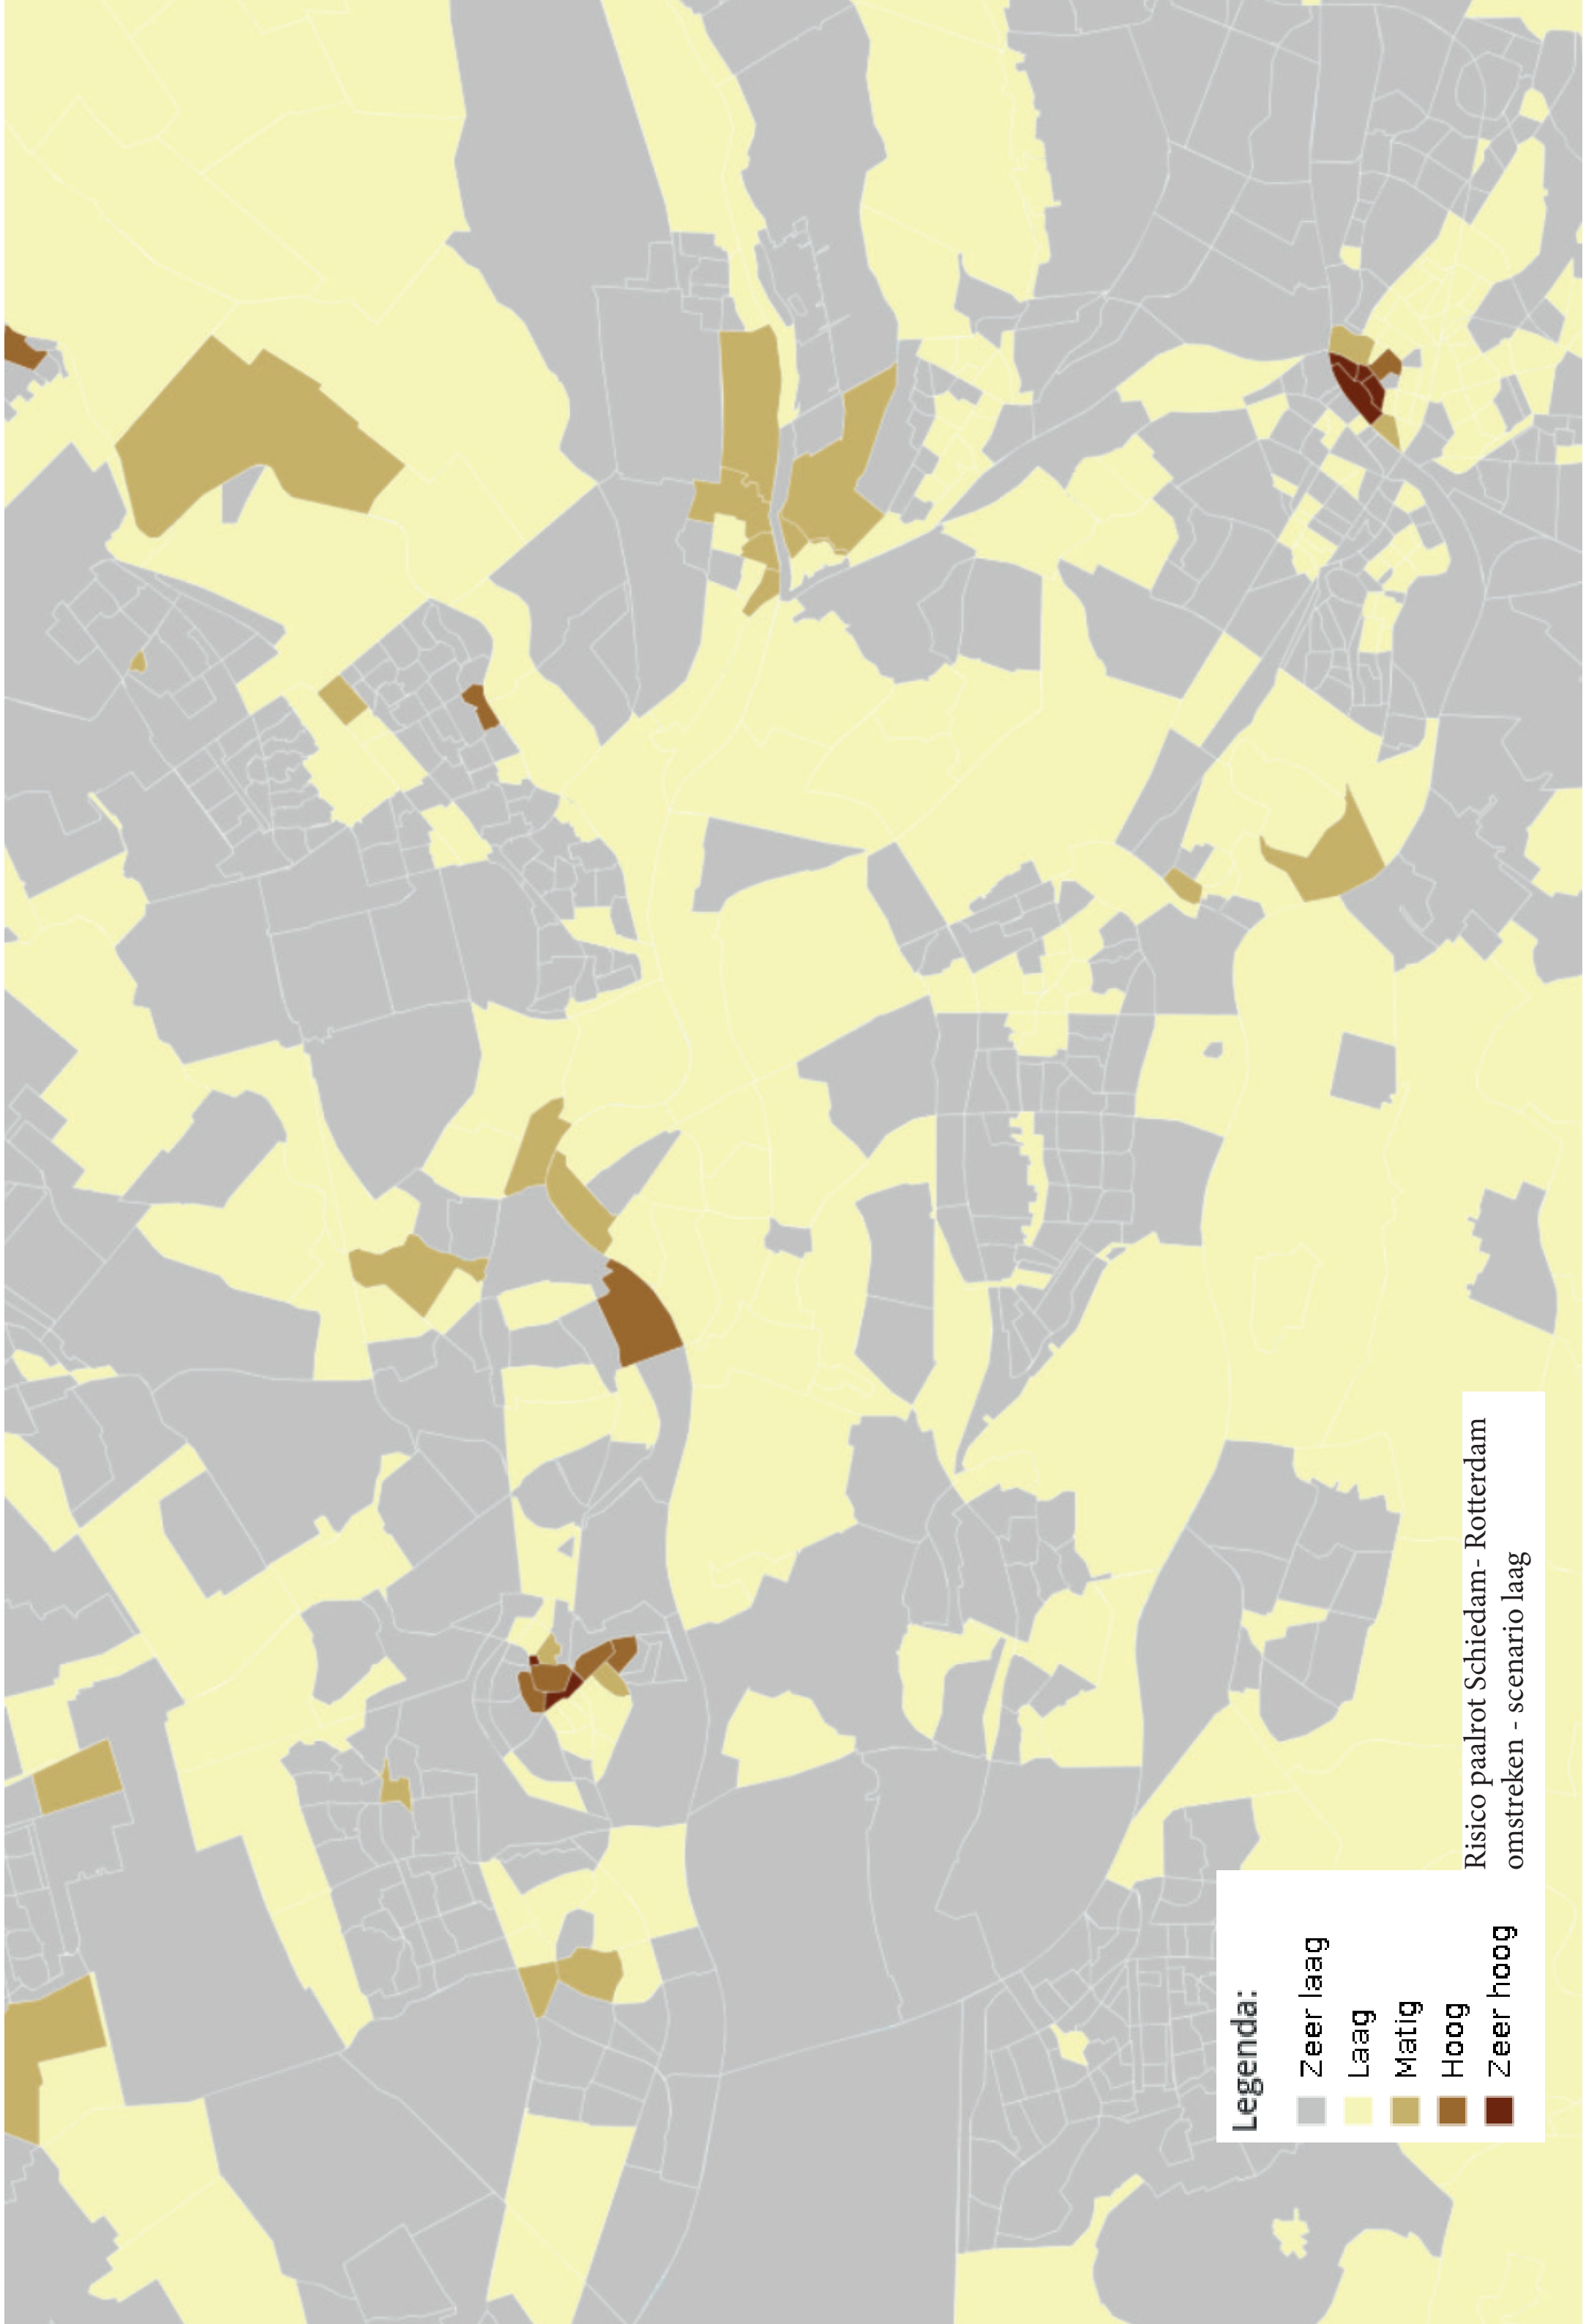 Legenda:
Zeer laag
Laag
Matig
Hoog
Zeer hoog
Risico paalrot Schiedam- Rotterdam
omstreken - scenario laag